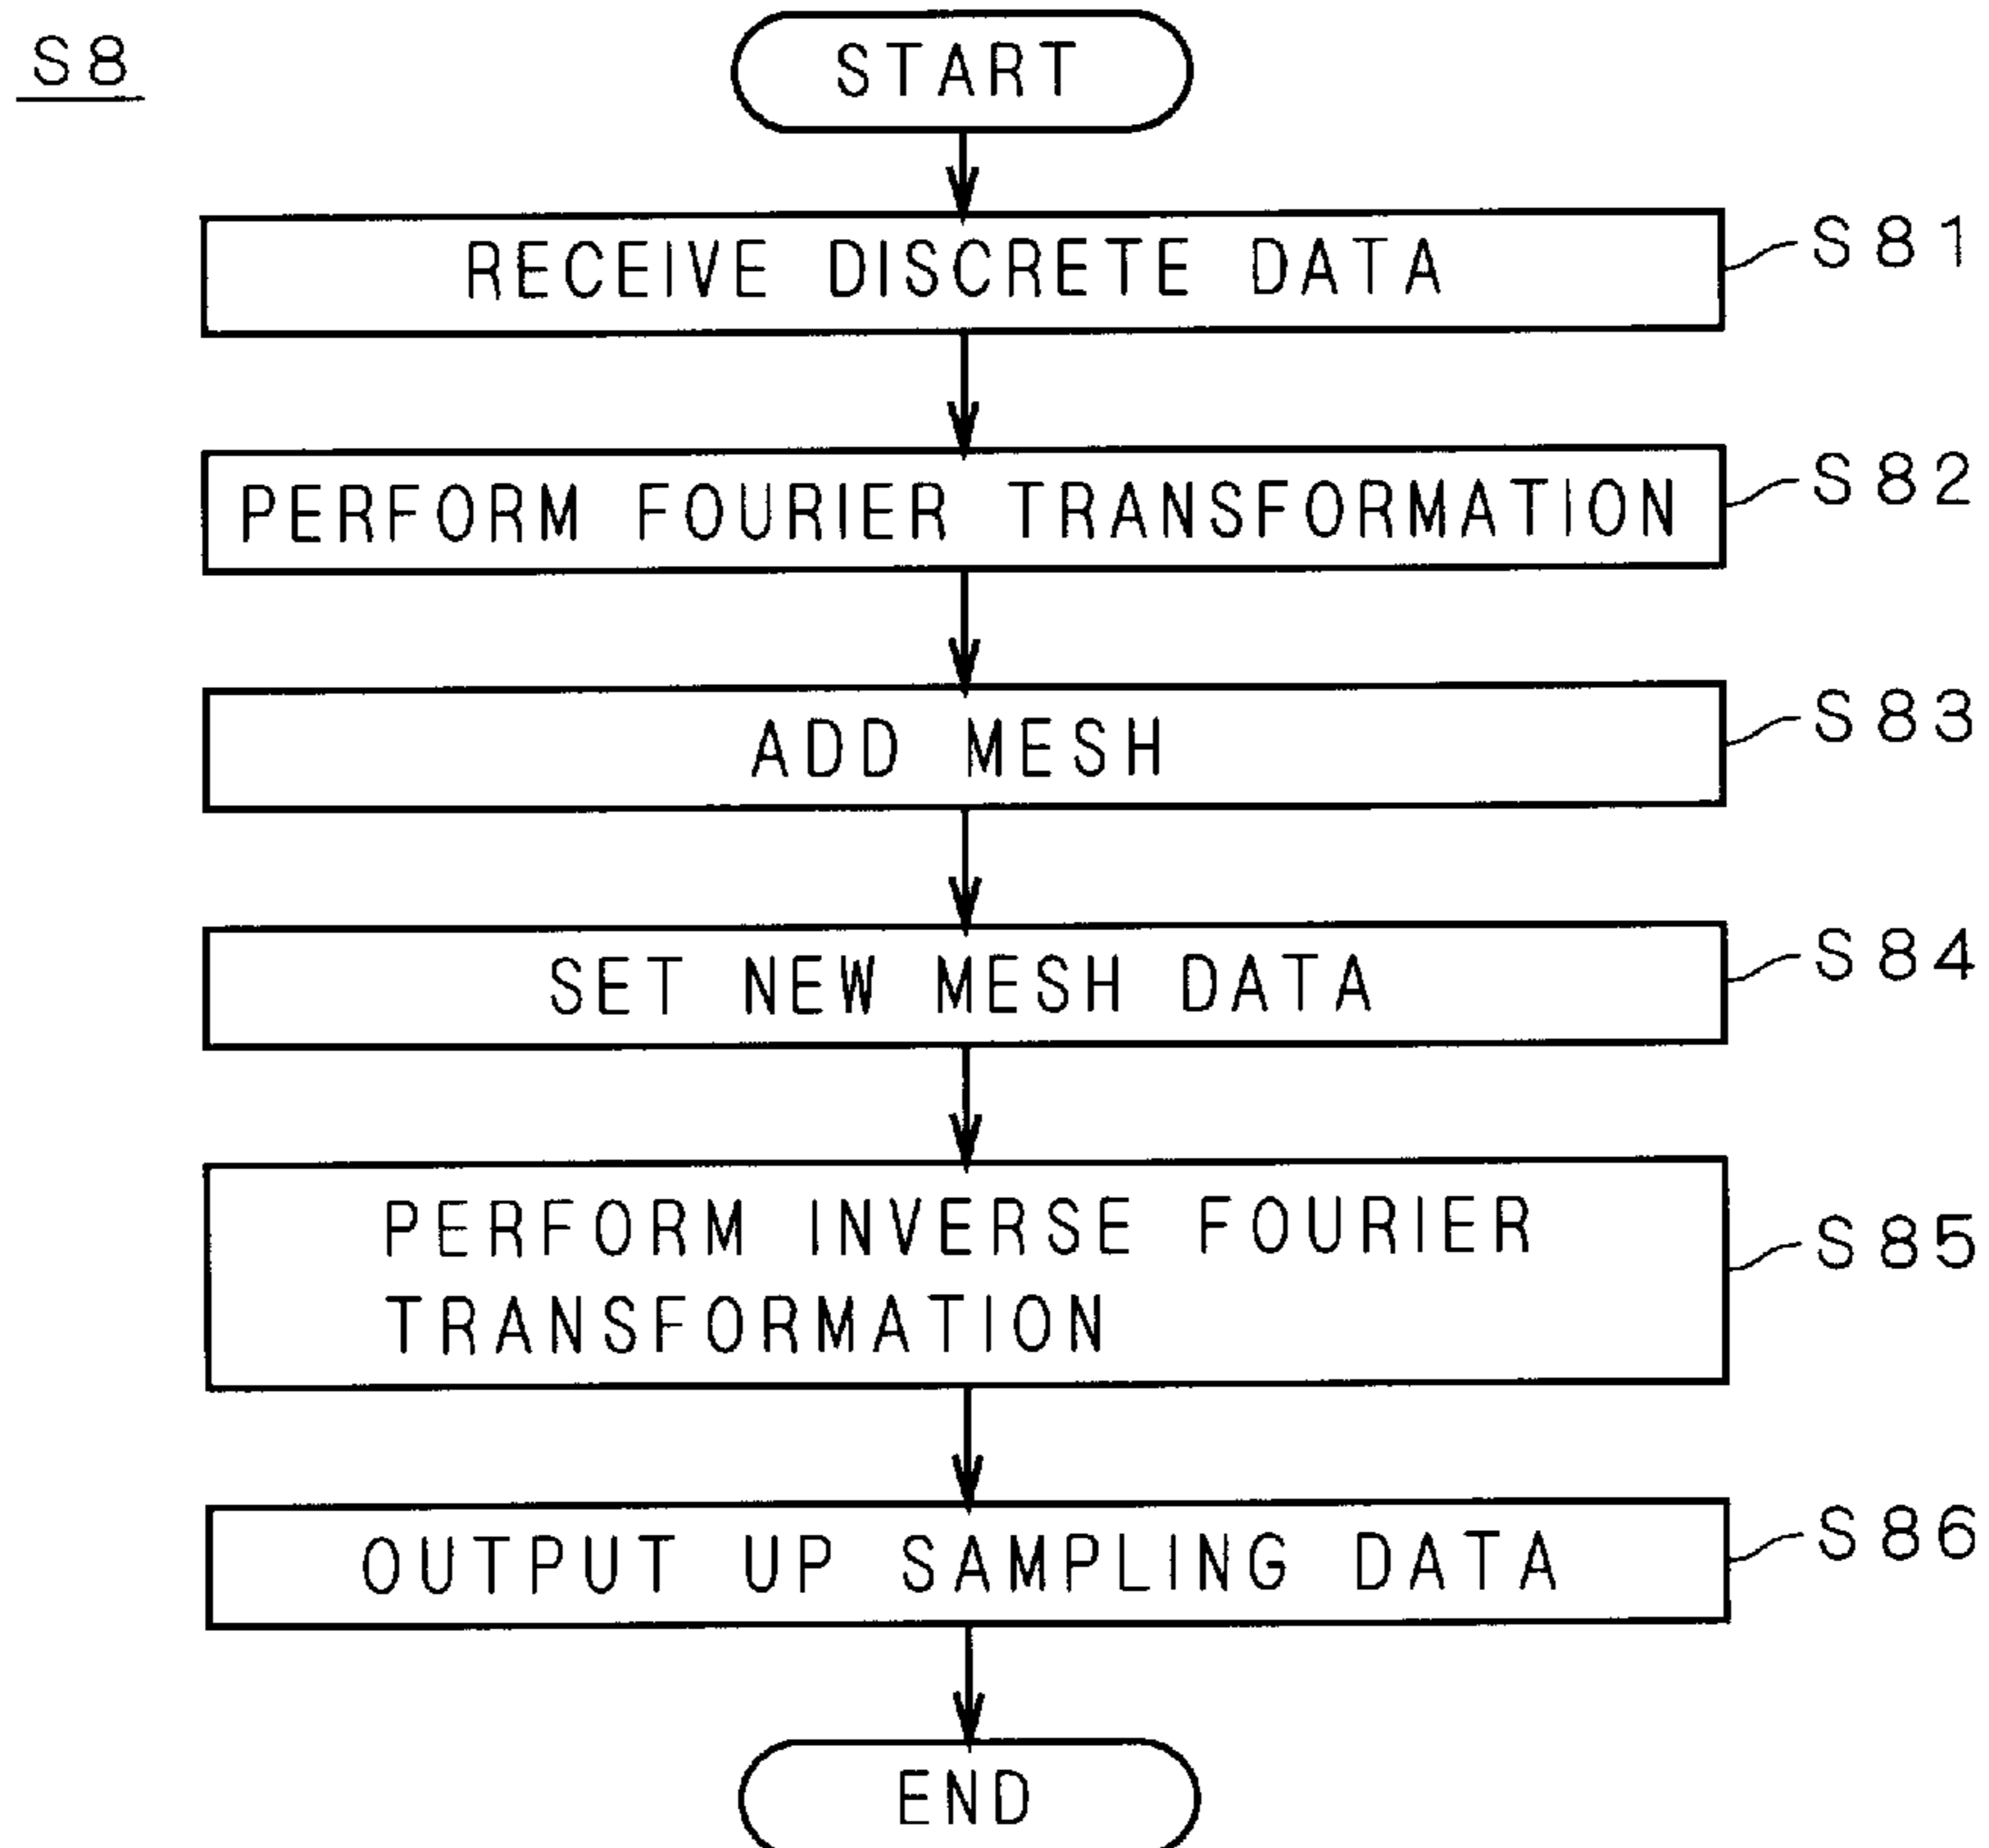 S8
START
RECEIVE DISCRETE DATA
S81
PERFORM FOURIER TRANSFORMATION
S82
ADD MESH
S83
SET NEW MESH DATA
S84
PERFORM INVERSE FOURIER
TRANSFORMATION
S85
OUTPUT UP SAMPLING DATA
S86
END